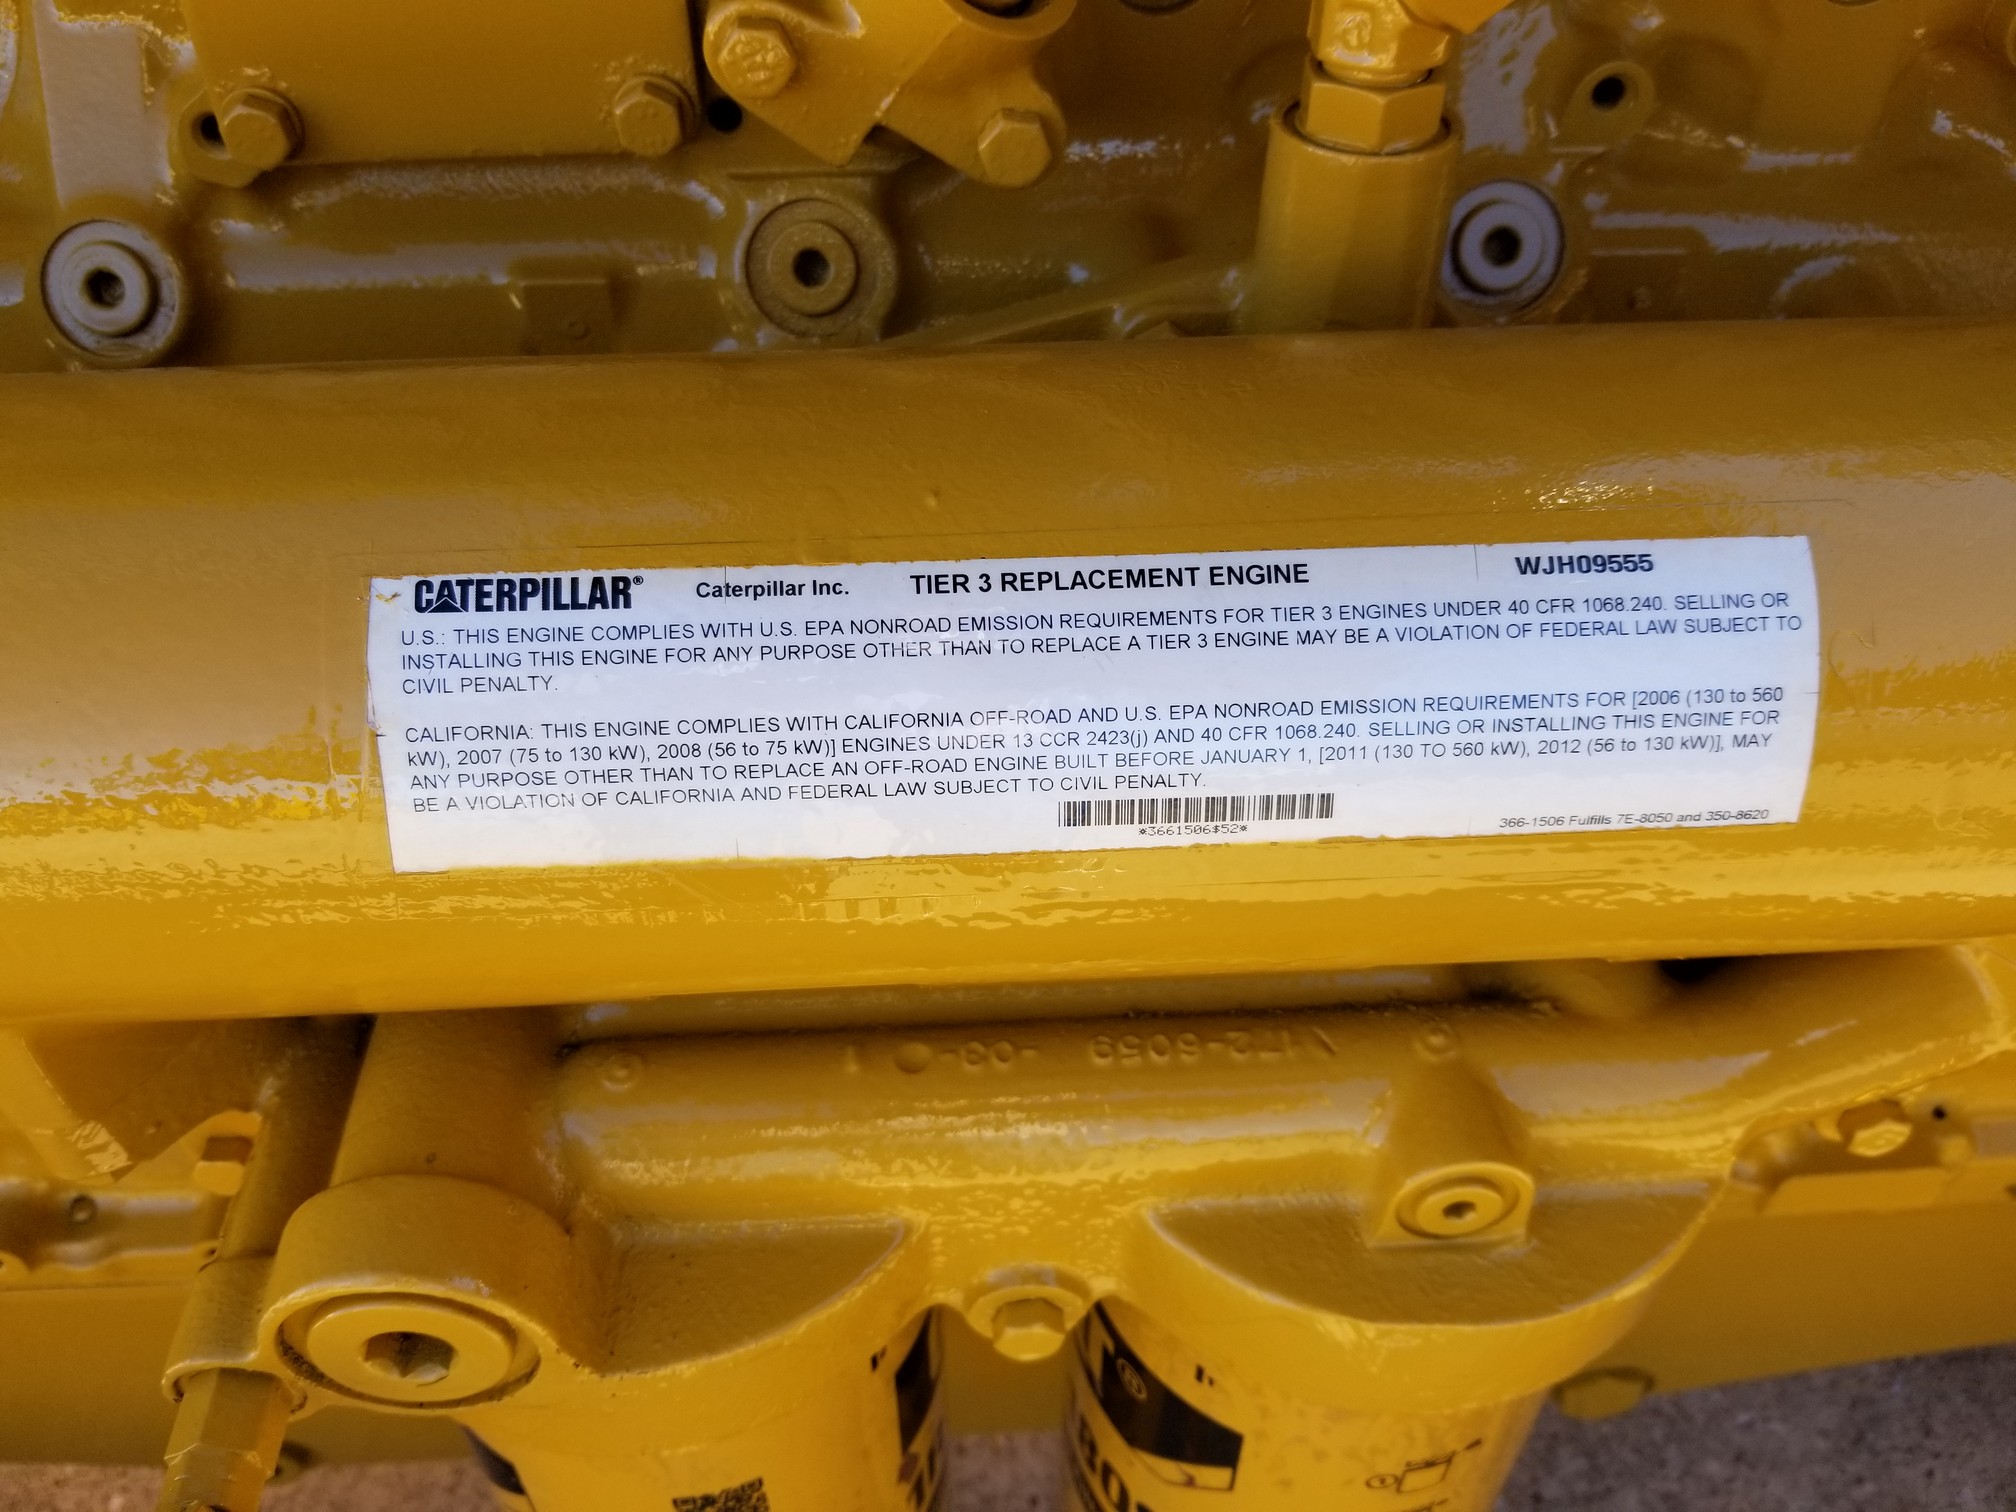 CATERPILLAR® Caterpillar Inc. TIER 3 REPLACEMENT ENGINE WJH09555
U.S.: THIS ENGINE COMPLIES WITH U.S. EPA NONROAD EMISSION REQUIREMENTS FOR TIER 3 ENGINES UNDER 40 CFR 1068.240. SELLING OR
INSTALLING THIS ENGINE FOR ANY PURPOSE OTHER THAN TO REPLACE A TIER 3 ENGINE MAY BE A VIOLATION OF FEDERAL LAW SUBJECT TO
CIVIL PENALTY.
CALIFORNIA: THIS ENGINE COMPLIES WITH CALIFORNIA OFF-ROAD AND U.S. EPA NONROAD EMISSION REQUIREMENTS FOR [2006 (130 to 560
kW), 2007 (75 to 130 kW), 2008 (56 to 75 kW)] ENGINES UNDER 13 CCR 2423(j) AND 40 CFR 1068.240. SELLING OR INSTALLING THIS ENGINE FOR
ANY PURPOSE OTHER THAN TO REPLACE AN OFF-ROAD ENGINE BUILT BEFORE JANUARY 1, [2011 (130 TO 560 kW), 2012 (56 to 130 kW)], MAY
BE A VIOLATION OF CALIFORNIA AND FEDERAL LAW SUBJECT TO CIVIL PENALTY.
*3661506$52*
366-1506 Fulfills 7E-8050 and 350-8620